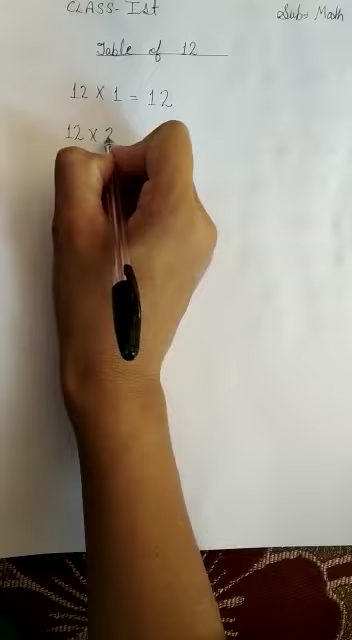 CLASS- Ist Sub:- Math
Table of 12
12 X 1 = 12
12 X 2